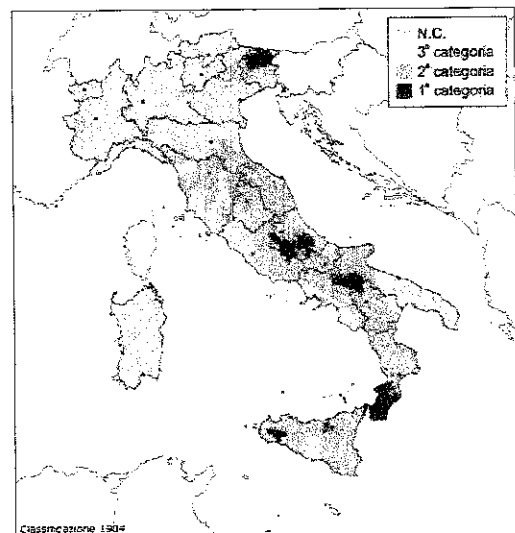 N.C.
3ª categoria
2ª categoria
1ª categoria
Classificazione 1984